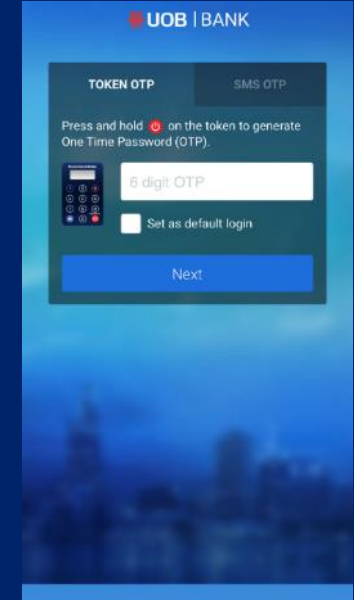 UOB | BANK
TOKEN OTP
SMS OTP
Press and hold on the token to generate
One Time Password (OTP).
6 digit OTP
Set as default login
Next